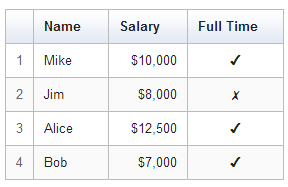 Name Salary Full Time
1 Mike $10,000 ✓
2 Jim $8,000 ✗
3 Alice $12,500 ✓
4 Bob $7,000 ✓